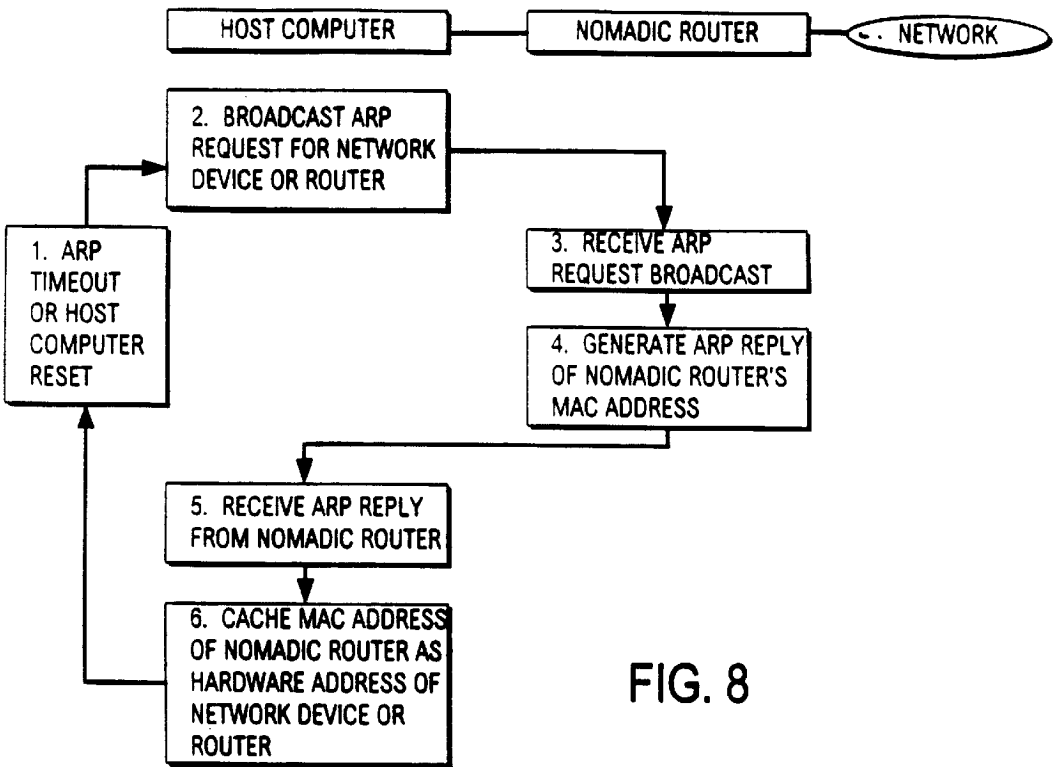 HOST COMPUTER
NOMADIC ROUTER
NETWORK
2. BROADCAST ARP
REQUEST FOR NETWORK
DEVICE OR ROUTER
1. ARP
TIMEOUT
OR HOST
COMPUTER
RESET
3. RECEIVE ARP
REQUEST BROADCAST
4. GENERATE ARP REPLY
OF NOMADIC ROUTER'S
MAC ADDRESS
5. RECEIVE ARP REPLY
FROM NOMADIC ROUTER
6. CACHE MAC ADDRESS
OF NOMADIC ROUTER AS
HARDWARE ADDRESS OF
NETWORK DEVICE OR
ROUTER
FIG. 8